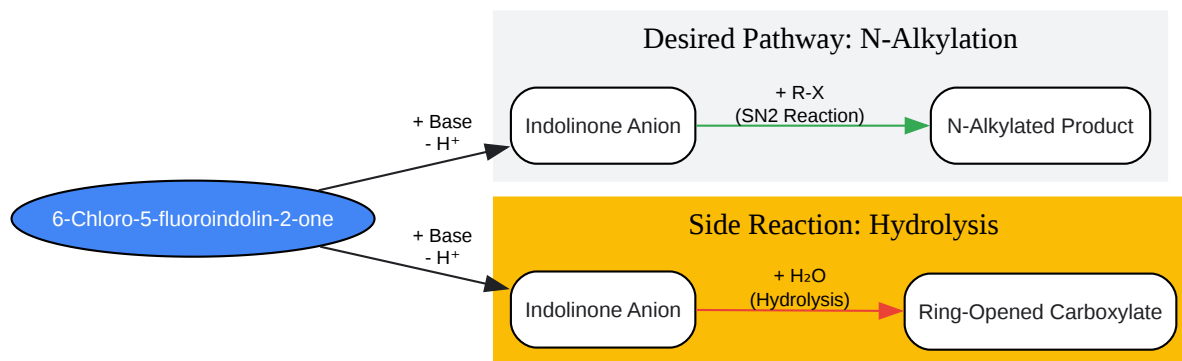 Desired Pathway: N-Alkylation
+ R-X
(SN2 Reaction)
+ Base
- H⁺
Indolinone Anion
N-Alkylated Product
6-Chloro-5-fluoroindolin-2-one
Side Reaction: Hydrolysis
+ Base
- H⁺
+ H₂O
(Hydrolysis)
Indolinone Anion
Ring-Opened Carboxylate